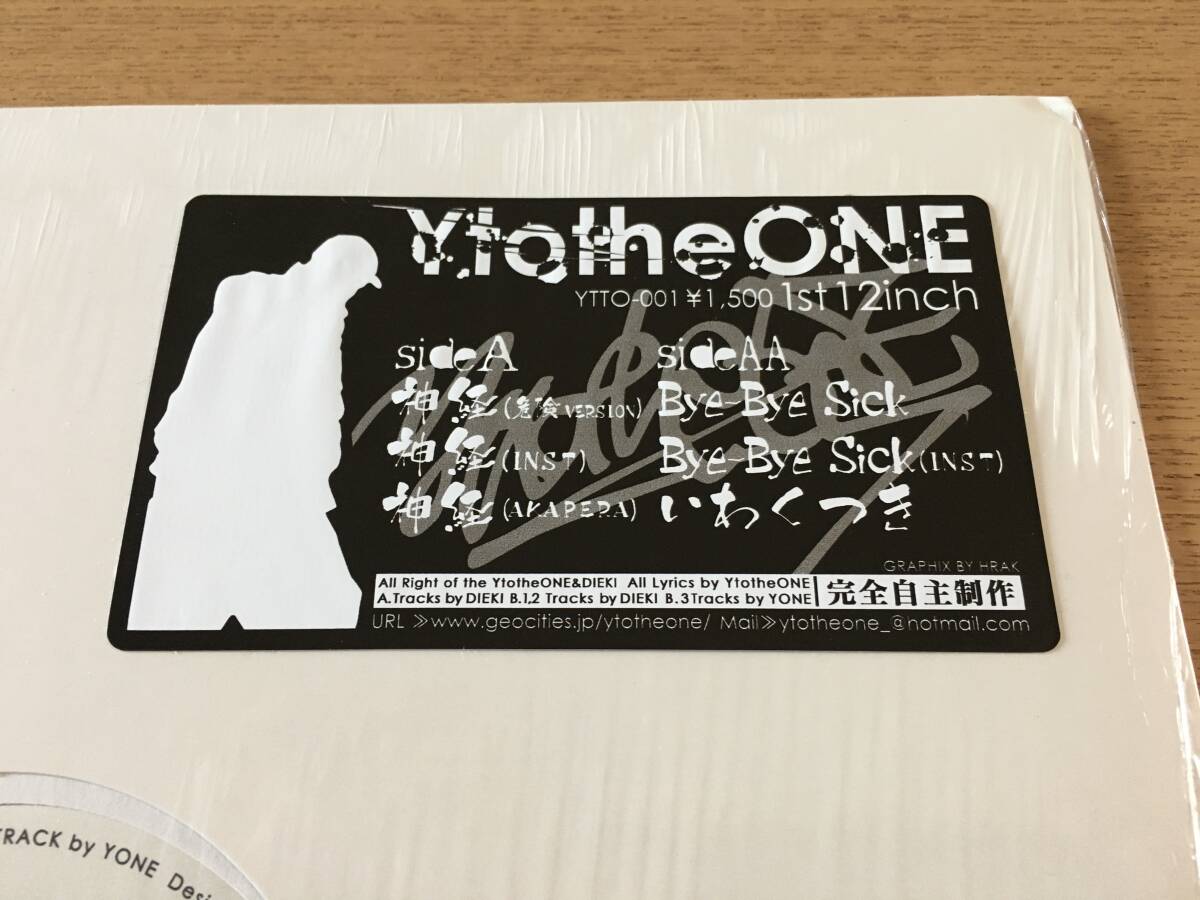 YtotheONE
YTTO-001 ¥1,500 1st 12inch
sideA
神経(危険VERSION)
神経(INST)
神経(AKAPERA)
sideAA
Bye-Bye Sick
Bye-Bye Sick(INST)
いわくつき
GRAPHIX BY HRAK
All Right of the YtotheONE&DIEKI All Lyrics by YtotheONE
A.Tracks by DIEKI B.1,2 Tracks by DIEKI B.3Tracks by YONE
完全自主制作
URL ≫www.geocities.jp/ytotheone/ Mail≫ytotheone_@hotmail.com
TRACK by YONE Desi